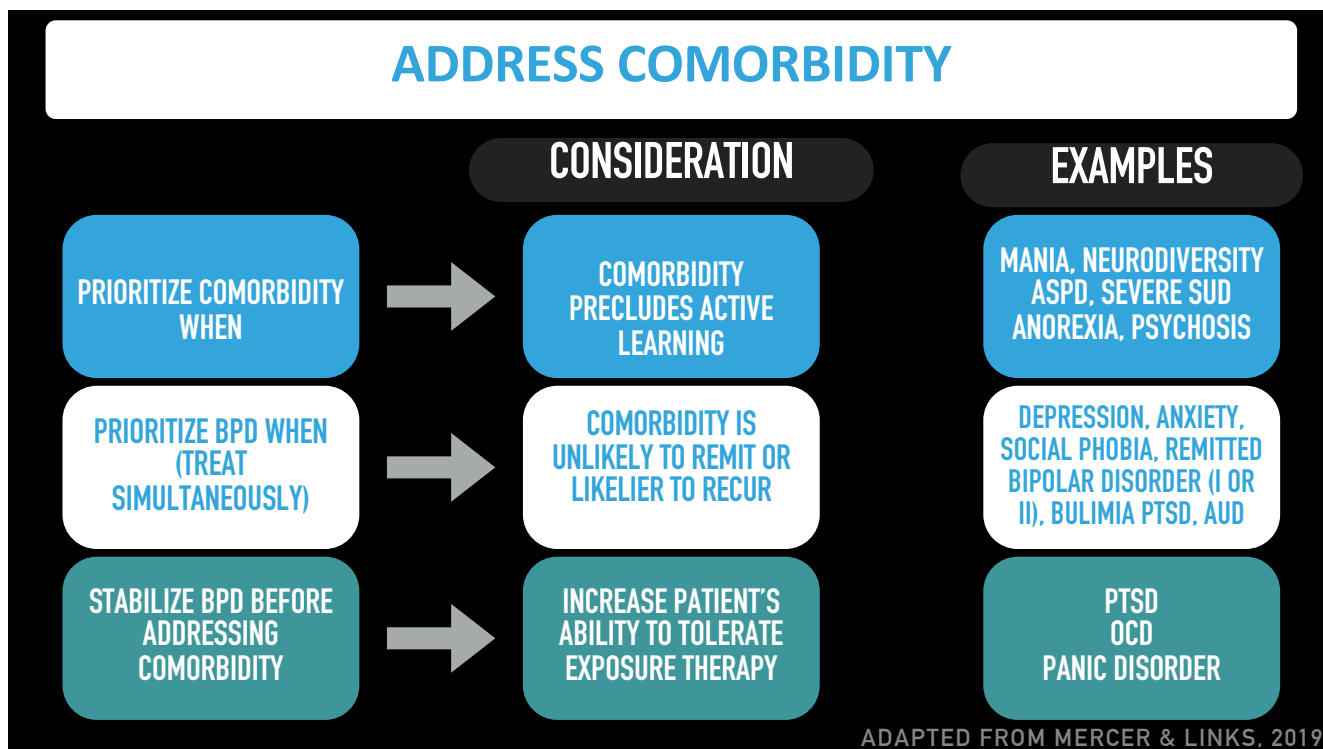 ADDRESS COMORBIDITY
CONSIDERATION
EXAMPLES
PRIORITIZE COMORBIDITY
WHEN
COMORBIDITY
PRECLUDES ACTIVE
LEARNING
MANIA, NEURODIVERSITY
ASPD, SEVERE SUD
ANOREXIA, PSYCHOSIS
PRIORITIZE BPD WHEN
(TREAT
SIMULTANEOUSLY)
COMORBIDITY IS
UNLIKELY TO REMIT OR
LIKELIER TO RECUR
DEPRESSION, ANXIETY,
SOCIAL PHOBIA, REMITTED
BIPOLAR DISORDER (I OR
II), BULIMIA PTSD, AUD
STABILIZE BPD BEFORE
ADDRESSING
COMORBIDITY
INCREASE PATIENT'S
ABILITY TO TOLERATE
EXPOSURE THERAPY
PTSD
OCD
PANIC DISORDER
ADAPTED FROM MERCER & LINKS, 2019